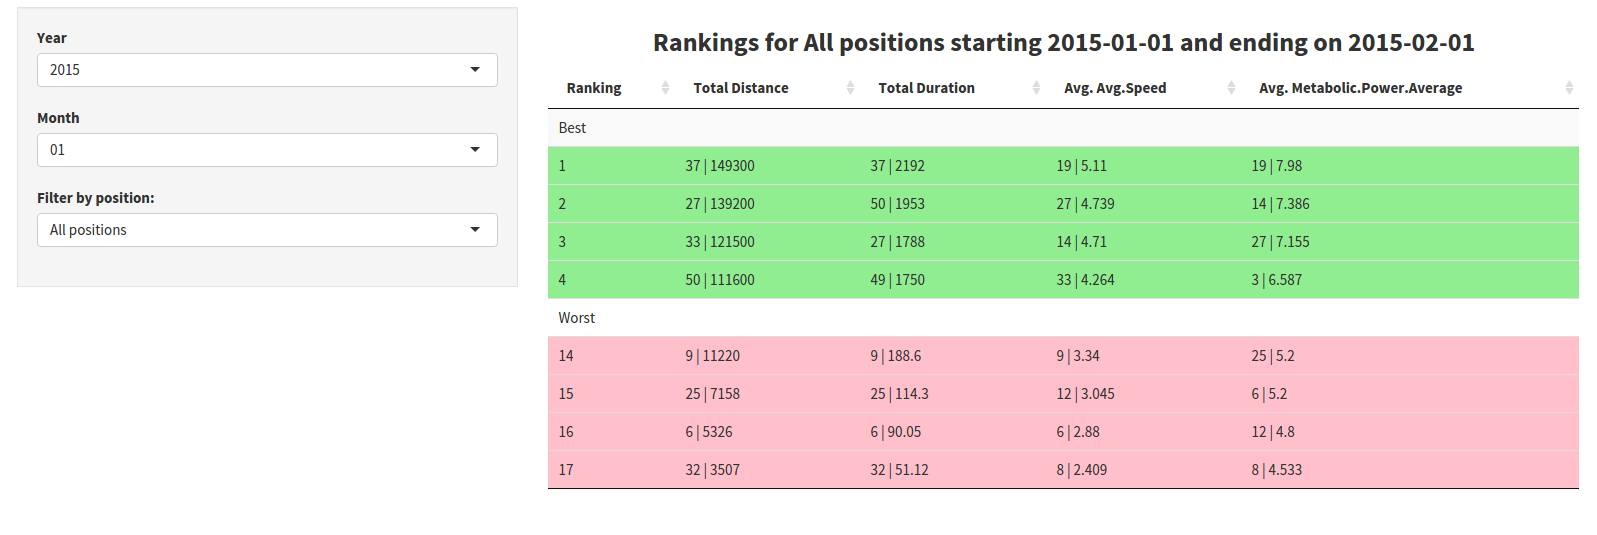 Year
2015
Month
01
Filter by position:
All positions
Rankings for All positions starting 2015-01-01 and ending on 2015-02-01
Ranking Total Distance Total Duration Avg. Avg.Speed Avg. Metabolic.Power.Average
Best
1 37 | 149300 37 | 2192 19 | 5.11 19 | 7.98
2 27 | 139200 50 | 1953 27 | 4.739 14 | 7.386
3 33 | 121500 27 | 1788 14 | 4.71 27 | 7.155
4 50 | 111600 49 | 1750 33 | 4.264 3 | 6.587
Worst
14 9 | 11220 9 | 188.6 9 | 3.34 25 | 5.2
15 25 | 7158 25 | 114.3 12 | 3.045 6 | 5.2
16 6 | 5326 6 | 90.05 6 | 2.88 12 | 4.8
17 32 | 3507 32 | 51.12 8 | 2.409 8 | 4.533